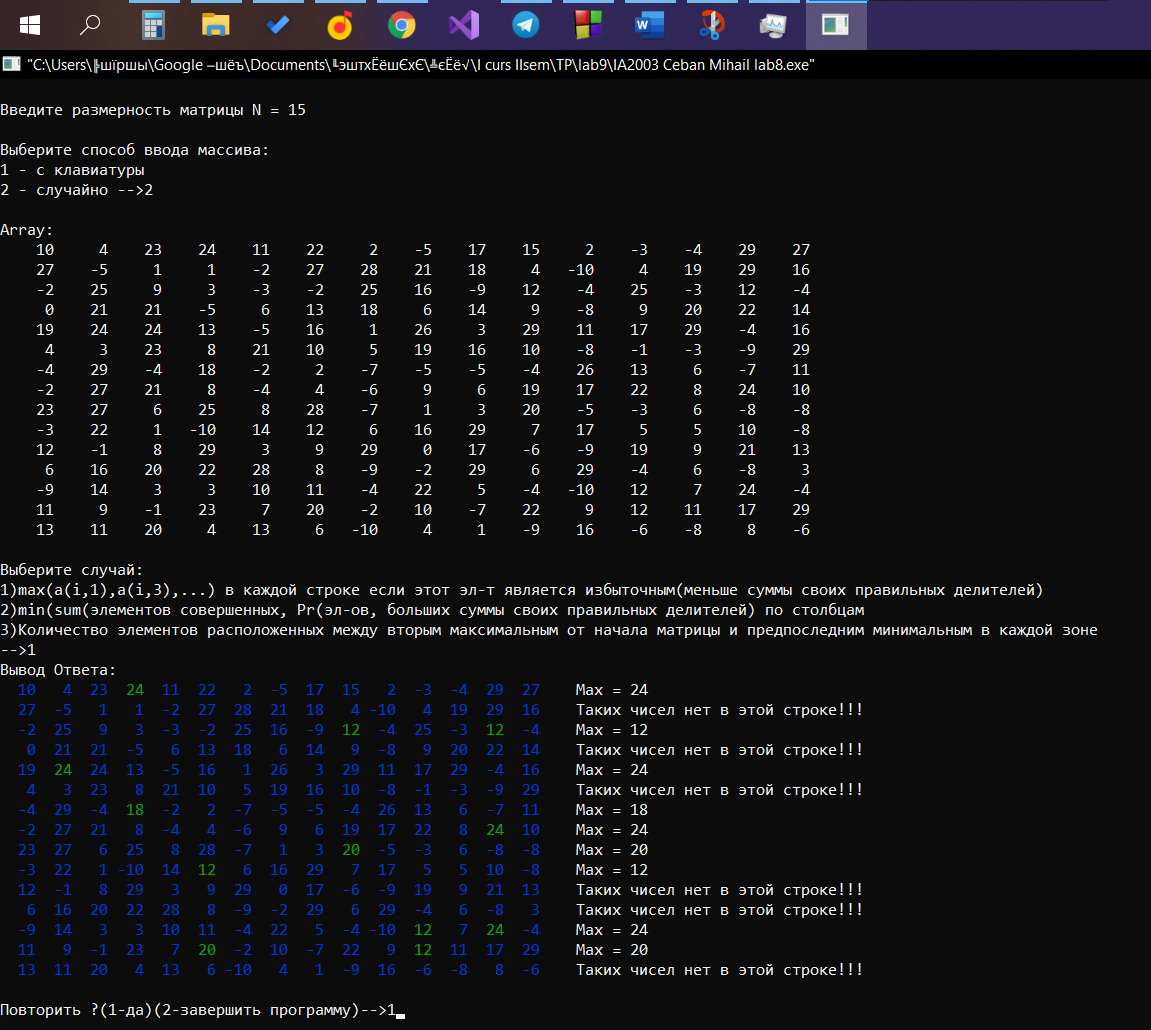 "C:\Users\╠шїршы\Google –шёъ\Documents\╙эштхЁёшЄхЄ\╩єЁё√\I curs IIsem\TP\lab9\IA2003 Ceban Mihail lab8.exe"
Введите размерность матрицы N = 15
Выберите способ ввода массива:
1 - с клавиатуры
2 - случайно -->2
Array:
10 4 23 24 11 22 2 -5 17 15 2 -3 -4 29 27
27 -5 1 1 -2 27 28 21 18 4 -10 4 19 29 16
-2 25 9 3 -3 -2 25 16 -9 12 -4 25 -3 12 -4
0 21 21 -5 6 13 18 6 14 9 -8 9 20 22 14
19 24 24 13 -5 16 1 26 3 29 11 17 29 -4 16
4 3 23 8 21 10 5 19 16 10 -8 -1 -3 -9 29
-4 29 -4 18 -2 2 -7 -5 -5 -4 26 13 6 -7 11
-2 27 21 8 -4 4 -6 9 6 19 17 22 8 24 10
23 27 6 25 8 28 -7 1 3 20 -5 -3 6 -8 -8
-3 22 1 -10 14 12 6 16 29 7 17 5 5 10 -8
12 -1 8 29 3 9 29 0 17 -6 -9 19 9 21 13
6 16 20 22 28 8 -9 -2 29 6 29 -4 6 -8 3
-9 14 3 3 10 11 -4 22 5 -4 -10 12 7 24 -4
11 9 -1 23 7 20 -2 10 -7 22 9 12 11 17 29
13 11 20 4 13 6 -10 4 1 -9 16 -6 -8 8 -6
Выберите случай:
1)max(a(i,1),a(i,3),...) в каждой строке если этот эл-т является избыточным(меньше суммы своих правильных делителей)
2)min(sum(элементов совершенных, Pr(эл-ов, больших суммы своих правильных делителей) по столбцам
3)Количество элементов расположенных между вторым максимальным от начала матрицы и предпоследним минимальным в каждой зоне
-->1
Вывод Ответа:
10 4 23 24 11 22 2 -5 17 15 2 -3 -4 29 27 Max = 24
27 -5 1 1 -2 27 28 21 18 4 -10 4 19 29 16 Таких чисел нет в этой строке!!!
-2 25 9 3 -3 -2 25 16 -9 12 -4 25 -3 12 -4 Max = 12
0 21 21 -5 6 13 18 6 14 9 -8 9 20 22 14 Таких чисел нет в этой строке!!!
19 24 24 13 -5 16 1 26 3 29 11 17 29 -4 16 Max = 24
4 3 23 8 21 10 5 19 16 10 -8 -1 -3 -9 29 Таких чисел нет в этой строке!!!
-4 29 -4 18 -2 2 -7 -5 -5 -4 26 13 6 -7 11 Max = 18
-2 27 21 8 -4 4 -6 9 6 19 17 22 8 24 10 Max = 24
23 27 6 25 8 28 -7 1 3 20 -5 -3 6 -8 -8 Max = 20
-3 22 1 -10 14 12 6 16 29 7 17 5 5 10 -8 Max = 12
12 -1 8 29 3 9 29 0 17 -6 -9 19 9 21 13 Таких чисел нет в этой строке!!!
6 16 20 22 28 8 -9 -2 29 6 29 -4 6 -8 3 Таких чисел нет в этой строке!!!
-9 14 3 3 10 11 -4 22 5 -4 -10 12 7 24 -4 Max = 24
11 9 -1 23 7 20 -2 10 -7 22 9 12 11 17 29 Max = 20
13 11 20 4 13 6 -10 4 1 -9 16 -6 -8 8 -6 Таких чисел нет в этой строке!!!
Повторить ?(1-да)(2-завершить программу)-->1